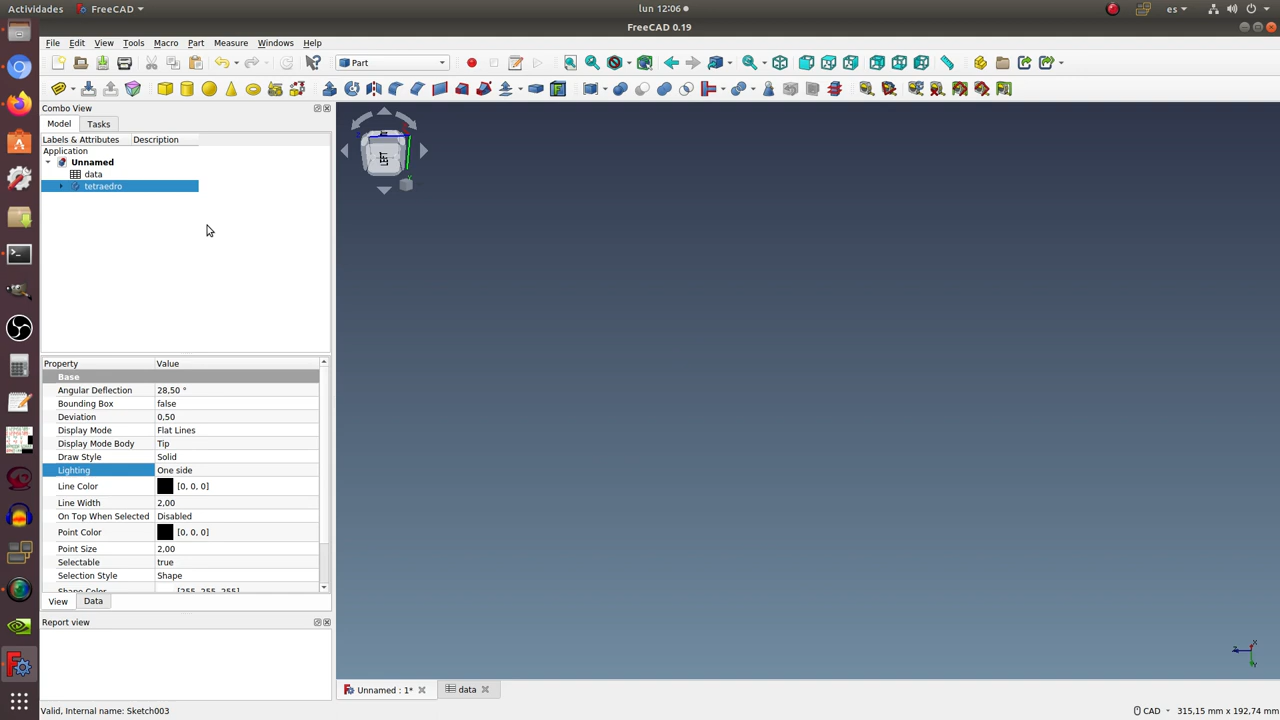 Actividades FreeCAD lun 12:06 es
FreeCAD 0.19
File Edit View Tools Macro Part Measure Windows Help
Part
Combo View
Model Tasks
Labels & Attributes Description
Application
Unnamed
data
tetraedro
Property Value
Base
Angular Deflection 28,50 °
Bounding Box false
Deviation 0,50
Display Mode Flat Lines
Display Mode Body Tip
Draw Style Solid
Lighting One side
Line Color [0, 0, 0]
Line Width 2,00
On Top When Selected Disabled
Point Color [0, 0, 0]
Point Size 2,00
Selectable true
Selection Style Shape
Shape Color [255, 255, 255]
View Data
Report view
X
Z
Y
Unnamed : 1* data
Valid, Internal name: Sketch003 CAD 315,15 mm x 192,74 mm